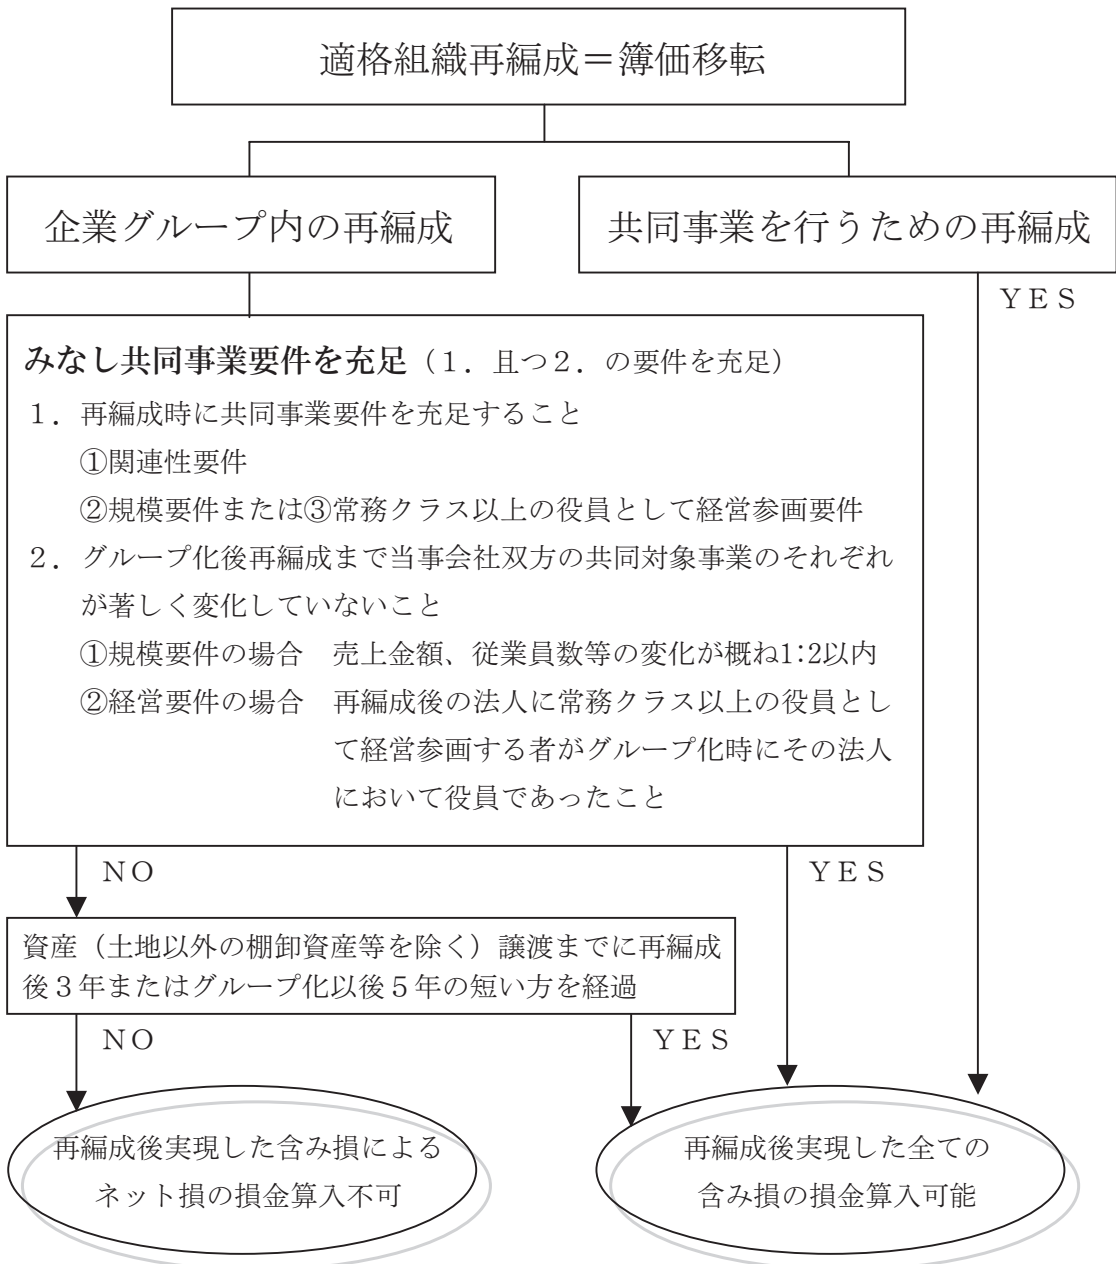 適格組織再編成＝簿価移転
企業グループ内の再編成
共同事業を行うための再編成
ＹＥＳ
みなし共同事業要件を充足（１．且つ２．の要件を充足）
１．再編成時に共同事業要件を充足すること
①関連性要件
②規模要件または③常務クラス以上の役員として経営参画要件
２．グループ化後再編成まで当事会社双方の共同対象事業のそれぞれ
が著しく変化していないこと
①規模要件の場合　売上金額、従業員数等の変化が概ね1:2以内
②経営要件の場合　再編成後の法人に常務クラス以上の役員とし
て経営参画する者がグループ化時にその法人
において役員であったこと
ＮＯ
ＹＥＳ
資産（土地以外の棚卸資産等を除く）譲渡までに再編成
後３年またはグループ化以後５年の短い方を経過
ＮＯ
ＹＥＳ
再編成後実現した含み損による
ネット損の損金算入不可
再編成後実現した全ての
含み損の損金算入可能